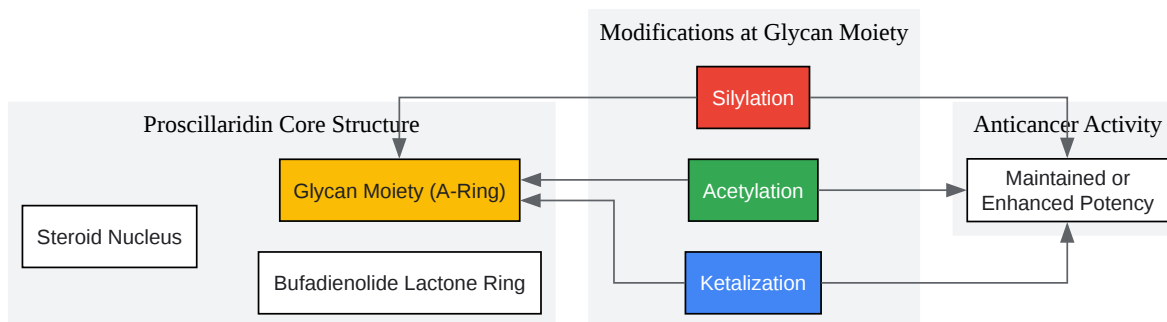 Proscillaridin Core Structure
Steroid Nucleus
Glycan Moiety (A-Ring)
Bufadienolide Lactone Ring
Modifications at Glycan Moiety
Silylation
Acetylation
Ketalization
Anticancer Activity
Maintained or
Enhanced Potency